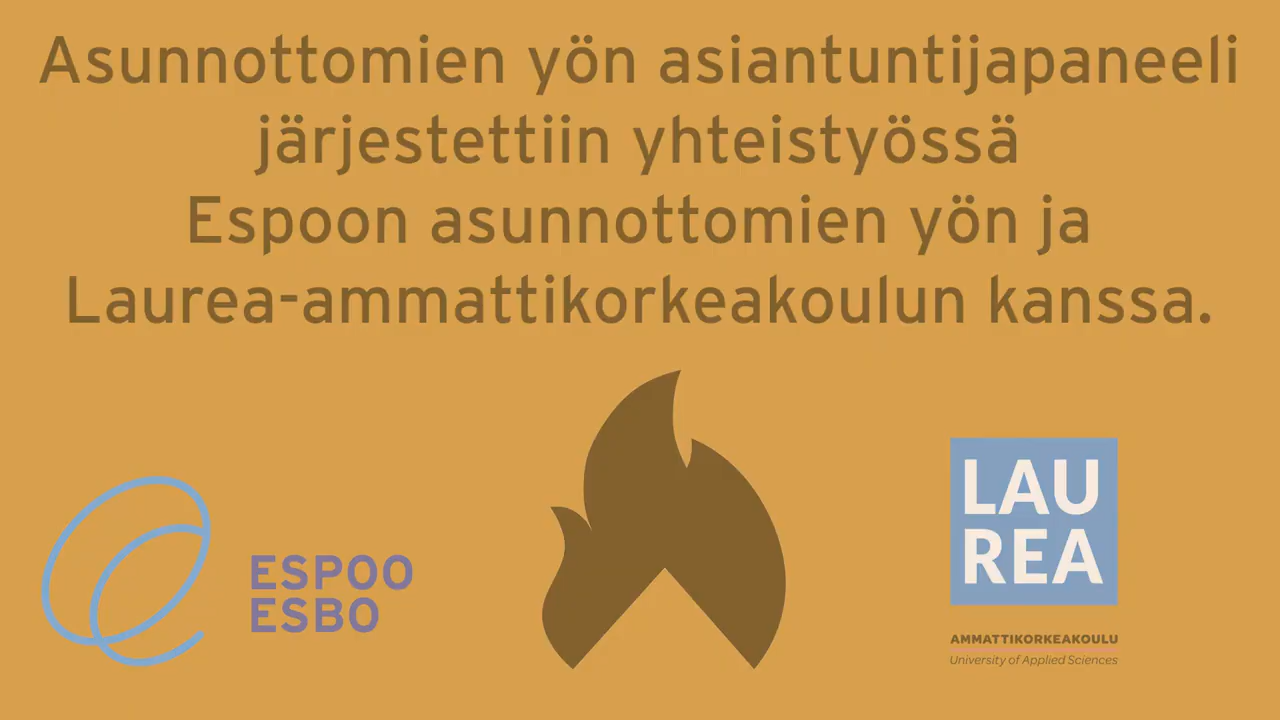 Asunnottomien yön asiantuntijapaneeli
järjestettiin yhteistyössä
Espoon asunnottomien yön ja
Laurea-ammattikorkeakoulun kanssa.
ESPOO
ESBO
LAU
REA
AMMATTIKORKEAKOULU
University of Applied Sciences